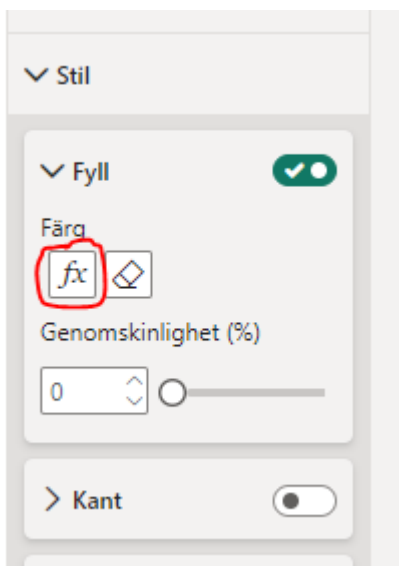 Stil
Fyll
Färg
fx
Genomskinlighet (%)
0
Kant